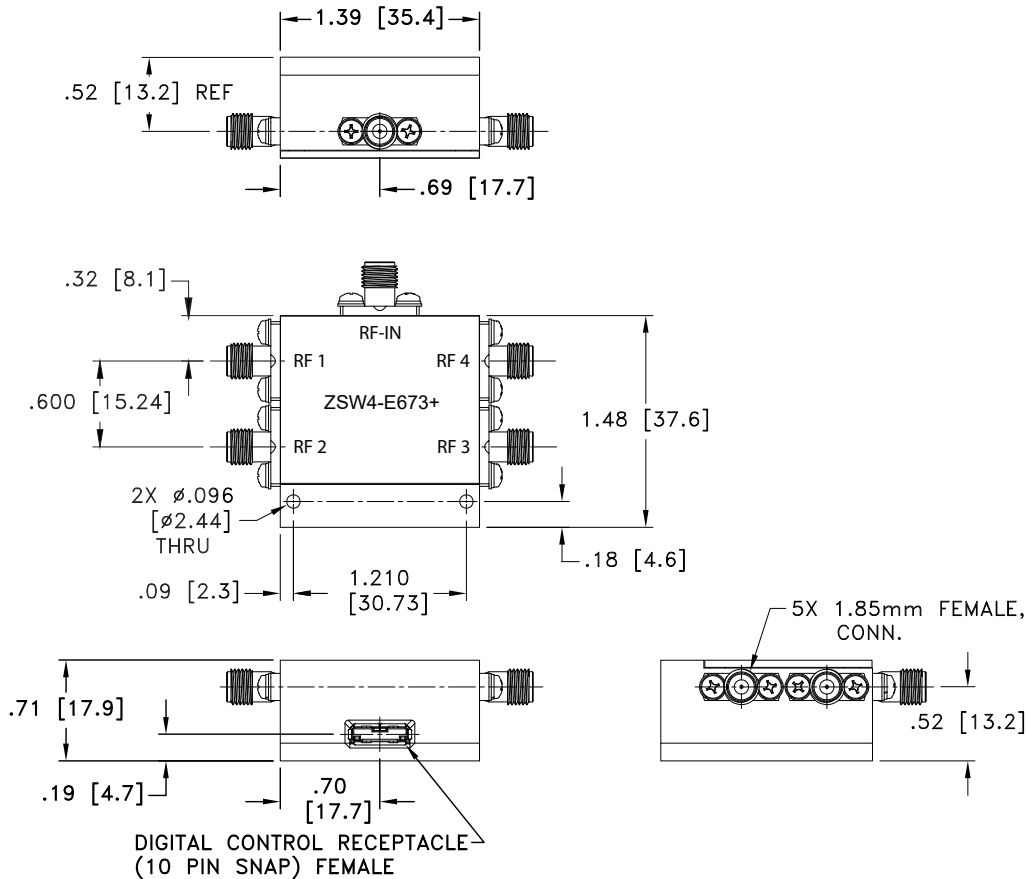 1.39 [35.4]
.52 [13.2] REF
.69 [17.7]
.32 [8.1]
RF-IN
RF 1
RF 4
.600 [15.24]
ZSW4-E673+
1.48 [37.6]
RF 2
RF 3
2X ø.096
[ø2.44]
THRU
.18 [4.6]
.09 [2.3]
1.210
[30.73]
5X 1.85mm FEMALE,
CONN.
.71 [17.9]
.52 [13.2]
.19 [4.7]
.70
[17.7]
DIGITAL CONTROL RECEPTACLE
(10 PIN SNAP) FEMALE